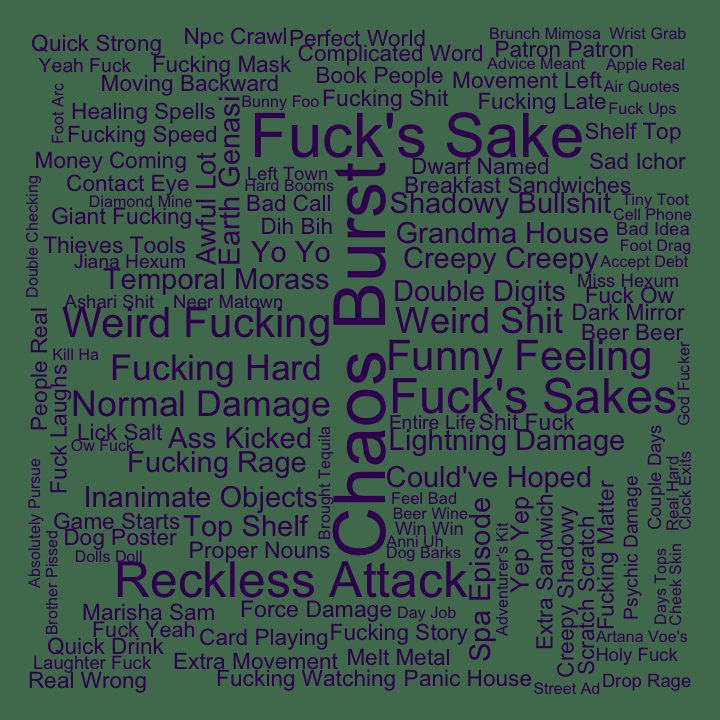 Quick Strong
Npc Crawl
Perfect World
Brunch Mimosa
Wrist Grab
Yeah Fuck
Fucking Mask
Complicated Word
Patron Patron
Moving Backward
Book People
Advice Meant
Apple Real
Movement Left
Air Quotes
Foot Arc
Healing Spells
Bunny Foo
Fucking Shit
Fucking Late
Fuck Ups
Fucking Speed
Fuck's Sake
Shelf Top
Money Coming
Awful Lot
Earth Genasi
Left Town
Dwarf Named
Sad Ichor
Contact Eye
Hard Booms
Breakfast Sandwiches
Diamond Mine
Bad Call
Shadowy Bullshit
Tiny Toot
Giant Fucking
Dih Bih
Grandma House
Cell Phone
Bad Idea
Double Checking
Thieves Tools
Yo Yo
Creepy Creepy
Foot Drag
Jiana Hexum
Accept Debt
Temporal Morass
Double Digits
Miss Hexum
Fuck Ow
Ashari Shit
Neer Matown
Dark Mirror
Weird Fucking
Chaos Burst
Weird Shit
Beer Beer
People Real
Kill Ha
Fucking Hard
Funny Feeling
God Fucker
Fuck Laughs
Normal Damage
Fuck's Sakes
Lick Salt
Ass Kicked
Entire Life
Shit Fuck
Ow Fuck
Lightning Damage
Fucking Rage
Brought Tequila
Could've Hoped
Couple Days
Real Hard
Clock Exits
Absolutely Pursue
Inanimate Objects
Feel Bad
Game Starts
Top Shelf
Beer Wine
Spa Episode
Yep Yep
Extra Sandwich
Fucking Matter
Psychic Damage
Dog Poster
Win Win
Proper Nouns
Anni Uh
Adventurer's Kit
Creepy Shadowy
Scratch Scratch
Dolls Doll
Dog Barks
Days Tops
Cheek Skin
Brother Pissed
Reckless Attack
Marisha Sam
Force Damage
Day Job
Fuck Yeah
Card Playing
Fucking Story
Artana Voe's
Quick Drink
Holy Fuck
Laughter Fuck
Extra Movement
Melt Metal
Real Wrong
Fucking Watching
Panic House
Street Ad
Drop Rage